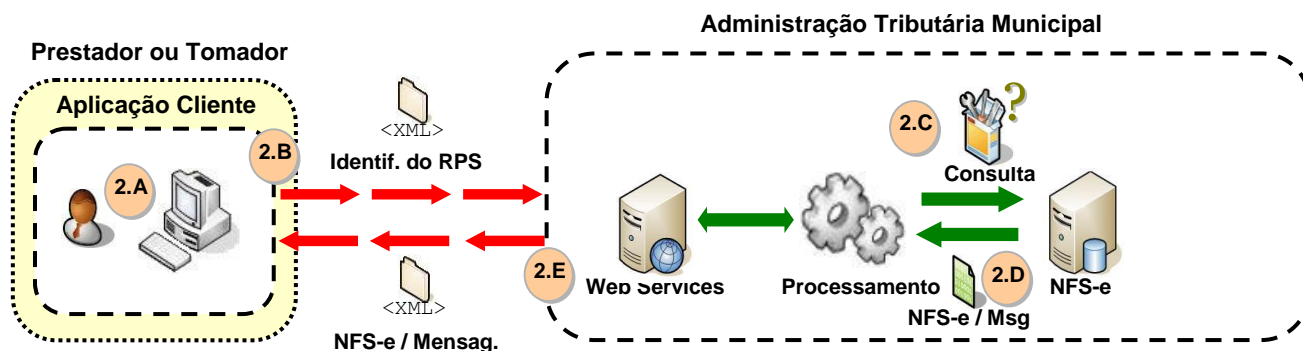 Administração Tributária Municipal
Prestador ou Tomador
Aplicação Cliente
<XML>
2.C
?
2.B
Identif. do RPS
2.A
Consulta
2.E
Web Services
Processamento
2.D
NFS-e
<XML>
NFS-e / Msg
NFS-e / Mensag.